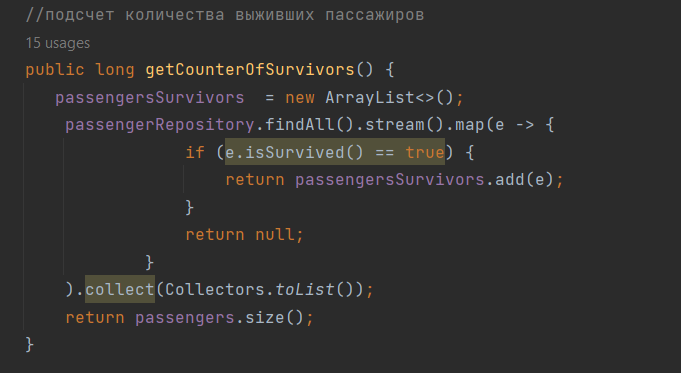 //подсчет количества выживших пассажиров
15 usages
public long getCounterOfSurvivors() {
passengersSurvivors  = new ArrayList<>();
passengerRepository.findAll().stream().map(e -> {
if (e.isSurvived() == true) {
return passengersSurvivors.add(e);
}
return null;
}
).collect(Collectors.toList());
return passengers.size();
}